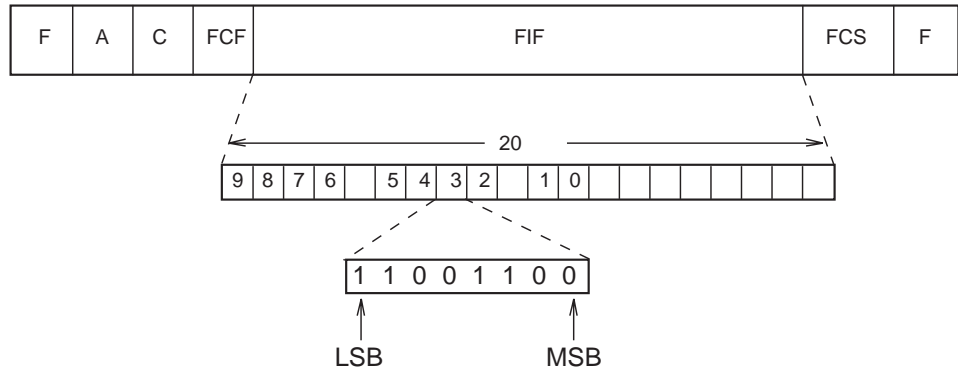 F A C FCF FIF FCS F
20
9 8 7 6 5 4 3 2 1 0
1 1 0 0 1 1 0 0
LSB MSB